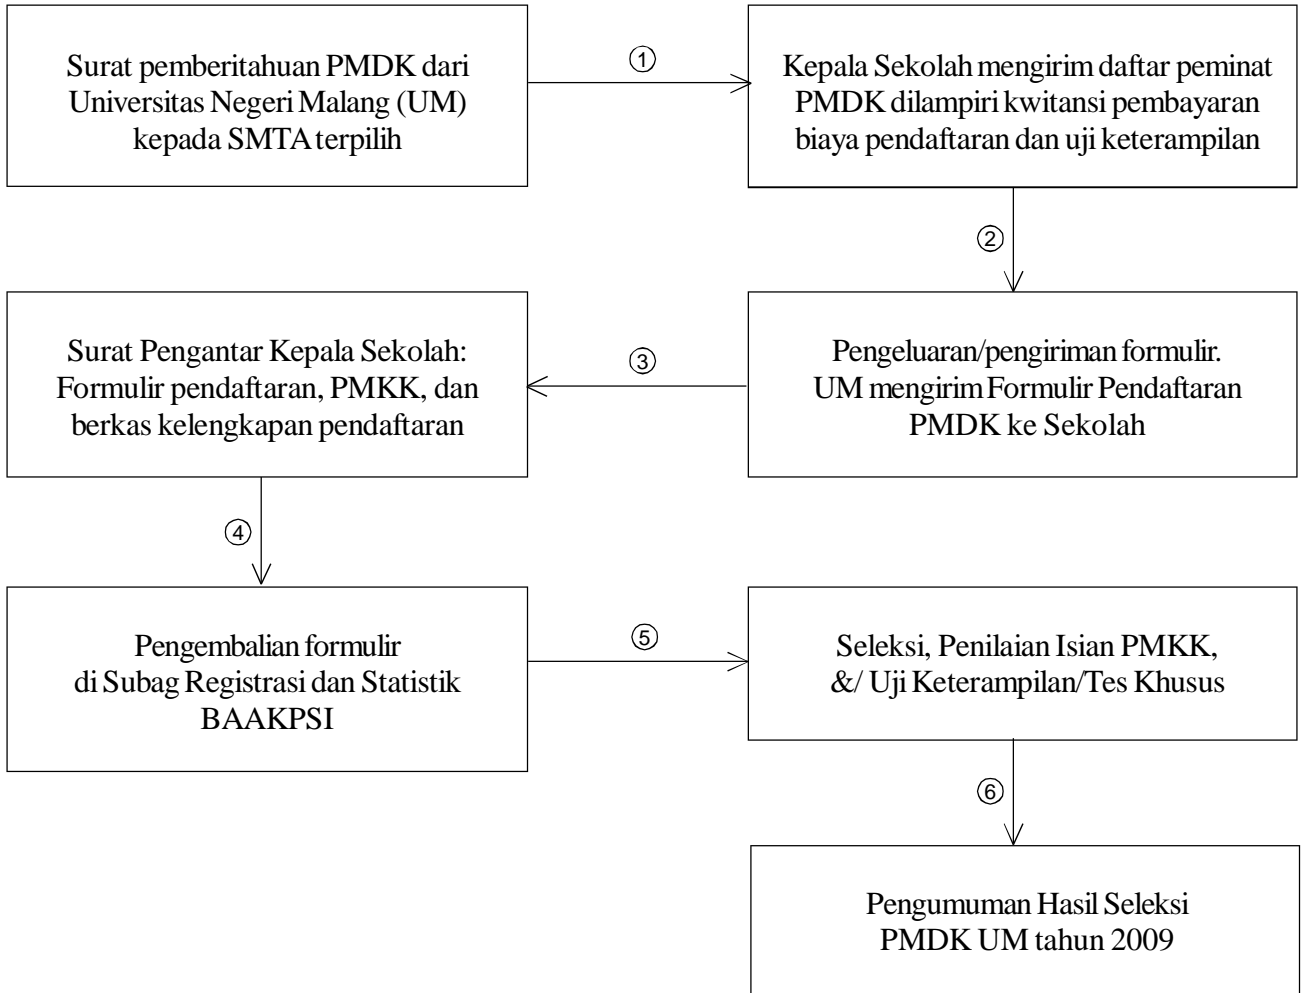 Surat pemberitahuan PMDK dari
Universitas Negeri Malang (UM)
kepada SMTA terpilih
①
Kepala Sekolah mengirim daftar peminat
PMDK dilampiri kwitansi pembayaran
biaya pendaftaran dan uji keterampilan
②
Pengeluaran/pengiriman formulir.
UM mengirim Formulir Pendaftaran
PMDK ke Sekolah
③
Surat Pengantar Kepala Sekolah:
Formulir pendaftaran, PMKK, dan
berkas kelengkapan pendaftaran
④
Pengembalian formulir
di Subag Registrasi dan Statistik
BAAKPSI
⑤
Seleksi, Penilaian Isian PMKK,
&/ Uji Keterampilan/Tes Khusus
⑥
Pengumuman Hasil Seleksi
PMDK UM tahun 2009